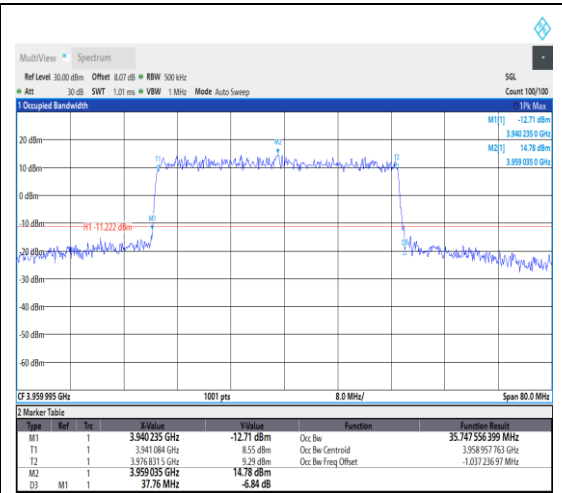 MultiView Spectrum
Ref Level 30.00 dBm Offset 8.07 dB RBW 500 kHz SGL
Att 30 dB SWT 1.01 ms VBW 1 MHz Mode Auto Sweep Count 100/100
1 Occupied Bandwidth 1Pk Max
M1[1] -12.71 dBm
3.940 235 0 GHz
M2[1] 14.78 dBm
3.959 035 0 GHz
20 dBm
M2
T1 T2
10 dBm
0 dBm
M1
-10 dBm
H1 -11.222 dBm
-20 dBm
-30 dBm
-40 dBm
-50 dBm
-60 dBm
CF 3.959 995 GHz 1001 pts 8.0 MHz/ Span 80.0 MHz
2 Marker Table
Type Ref Trc X-Value Y-Value Function Function Result
M1 1 3.940 235 GHz -12.71 dBm Occ Bw 35.747 556 399 MHz
T1 1 3.941 084 GHz 8.55 dBm Occ Bw Centroid 3.958 957 763 GHz
T2 1 3.976 831 5 GHz 9.29 dBm Occ Bw Freq Offset -1.037 236 97 MHz
M2 1 3.959 035 GHz 14.78 dBm
D3 M1 1 37.76 MHz -6.84 dB